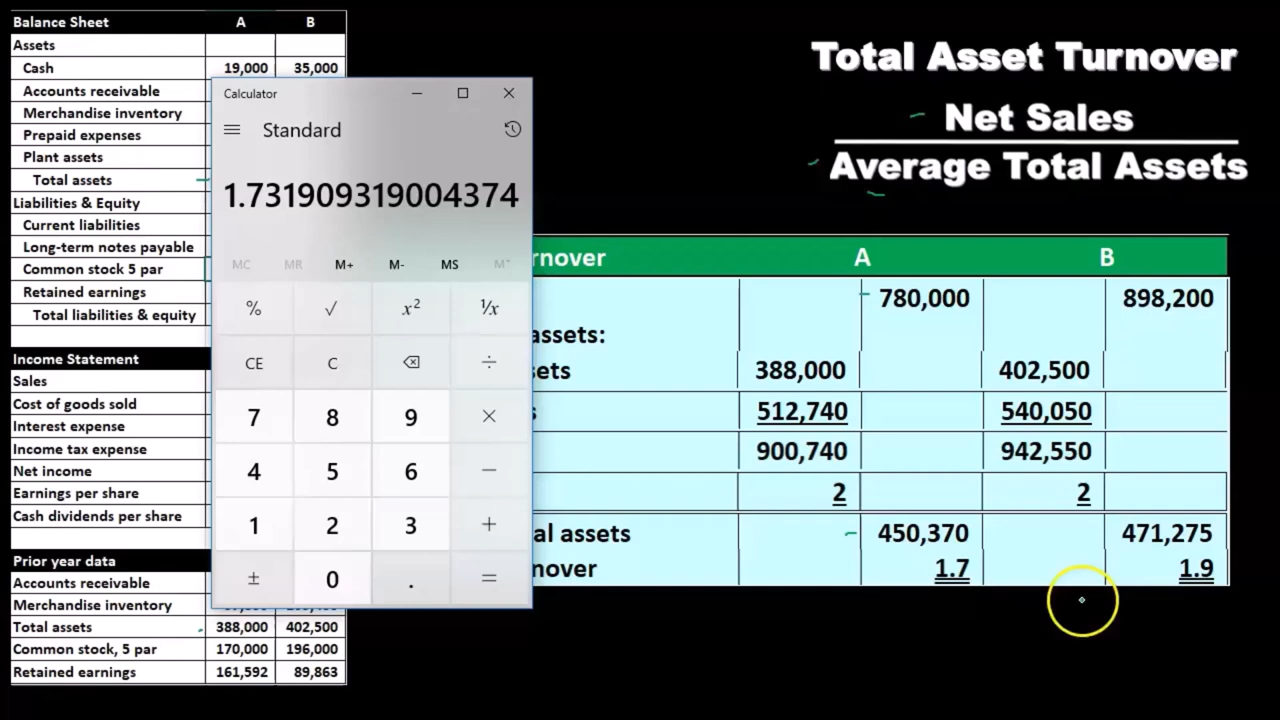 Balance Sheet A B
Assets
Cash 19,000 35,000
Accounts receivable
Merchandise inventory
Prepaid expenses
Plant assets
Total assets
Liabilities & Equity
Current liabilities
Long-term notes payable
Common stock 5 par
Retained earnings
Total liabilities & equity
Income Statement
Sales
Cost of goods sold
Interest expense
Income tax expense
Net income
Earnings per share
Cash dividends per share
Prior year data
Accounts receivable
Merchandise inventory
Total assets 388,000 402,500
Common stock, 5 par 170,000 196,000
Retained earnings 161,592 89,863
Calculator
Standard
1.731909319004374
MC MR M+ M- MS M˅
% √ x² ¹/x
CE C ⌫ ÷
7 8 9 ×
4 5 6 −
1 2 3 +
± 0 . =
Total Asset Turnover
Net Sales
Average Total Assets
rnover A B
780,000 898,200
assets:
sets 388,000 402,500
512,740 540,050
900,740 942,550
2 2
al assets 450,370 471,275
nover 1.7 1.9